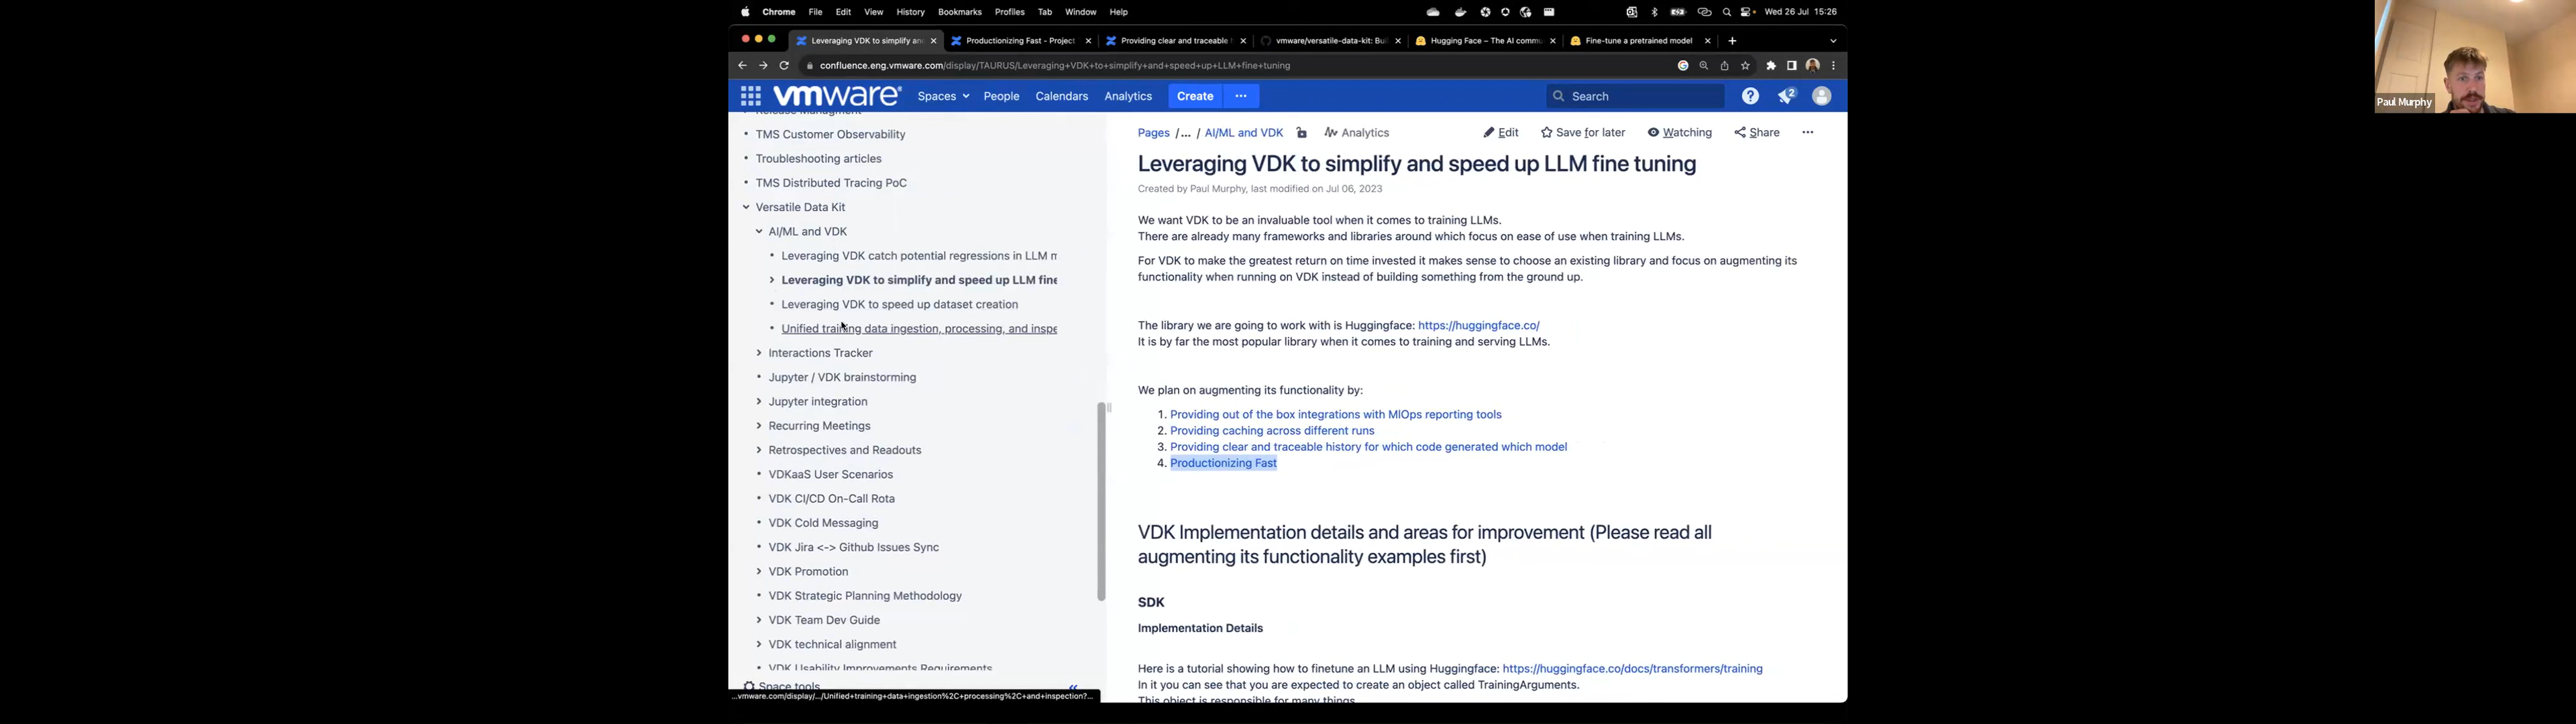 Chrome File Edit View History Bookmarks Profiles Tab Window Help Wed 26 Jul 15:26
Leveraging VDK to simplify an Productionizing Fast - Project Providing clear and traceable vmware/versatile-data-kit: Bui Hugging Face – The AI commu Fine-tune a pretrained model
confluence.eng.vmware.com/display/TAURUS/Leveraging+VDK+to+simplify+and+speed+up+LLM+fine+tuning
vmware Spaces People Calendars Analytics Create ... Search 2
Paul Murphy
TMS Customer Observability
Troubleshooting articles
TMS Distributed Tracing PoC
Versatile Data Kit
AI/ML and VDK
Leveraging VDK catch potential regressions in LLM m
Leveraging VDK to simplify and speed up LLM fine
Leveraging VDK to speed up dataset creation
Unified training data ingestion, processing, and inspe
Interactions Tracker
Jupyter / VDK brainstorming
Jupyter integration
Recurring Meetings
Retrospectives and Readouts
VDKaaS User Scenarios
VDK CI/CD On-Call Rota
VDK Cold Messaging
VDK Jira <-> Github Issues Sync
VDK Promotion
VDK Strategic Planning Methodology
VDK Team Dev Guide
VDK technical alignment
VDK Usability Improvements Requirements
Space tools
...vmware.com/display/.../Unified+training+data+ingestion%2C+processing%2C+and+inspection?...
Pages /... / AI/ML and VDK Analytics Edit Save for later Watching Share ...
Leveraging VDK to simplify and speed up LLM fine tuning
Created by Paul Murphy, last modified on Jul 06, 2023
We want VDK to be an invaluable tool when it comes to training LLMs.
There are already many frameworks and libraries around which focus on ease of use when training LLMs.
For VDK to make the greatest return on time invested it makes sense to choose an existing library and focus on augmenting its
functionality when running on VDK instead of building something from the ground up.
The library we are going to work with is Huggingface: https://huggingface.co/
It is by far the most popular library when it comes to training and serving LLMs.
We plan on augmenting its functionality by:
1. Providing out of the box integrations with MlOps reporting tools
2. Providing caching across different runs
3. Providing clear and traceable history for which code generated which model
4. Productionizing Fast
VDK Implementation details and areas for improvement (Please read all
augmenting its functionality examples first)
SDK
Implementation Details
Here is a tutorial showing how to finetune an LLM using Huggingface: https://huggingface.co/docs/transformers/training
In it you can see that you are expected to create an object called TrainingArguments.
This object is responsible for many things.